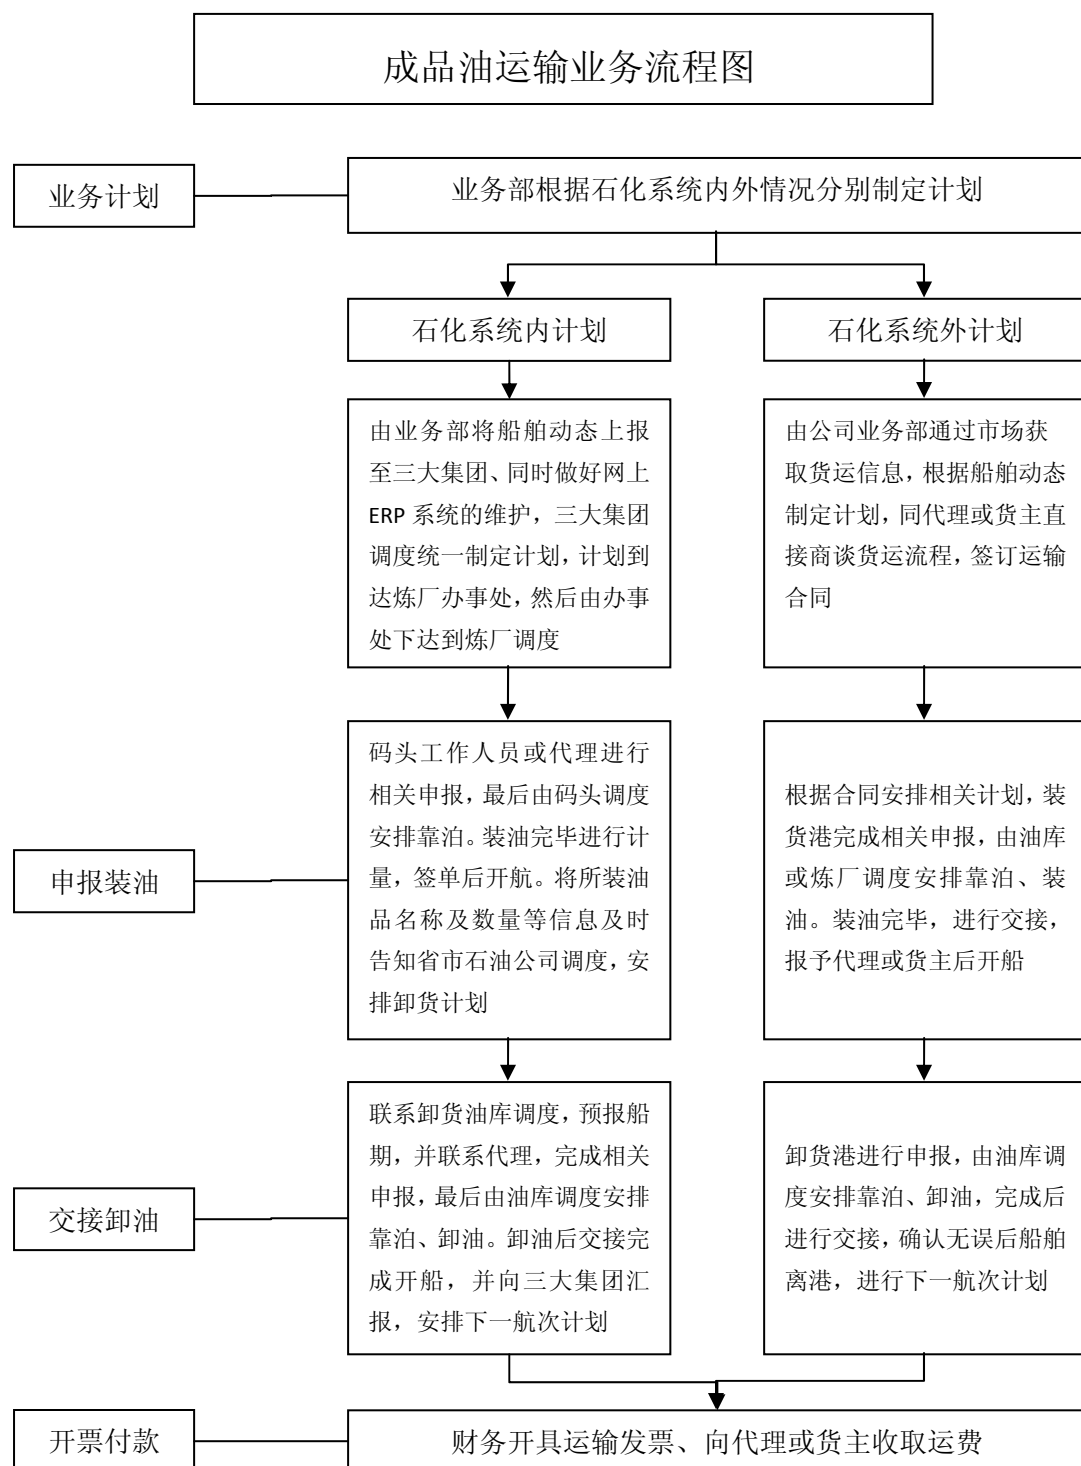 成品油运输业务流程图
业务计划
业务部根据石化系统内外情况分别制定计划
石化系统内计划
石化系统外计划
由业务部将船舶动态上报
至三大集团、同时做好网上
ERP 系统的维护，三大集团
调度统一制定计划，计划到
达炼厂办事处，然后由办事
处下达到炼厂调度
由公司业务部通过市场获
取货运信息，根据船舶动态
制定计划，同代理或货主直
接商谈货运流程，签订运输
合同
申报装油
码头工作人员或代理进行
相关申报，最后由码头调度
安排靠泊。装油完毕进行计
量，签单后开航。将所装油
品名称及数量等信息及时
告知省市石油公司调度，安
排卸货计划
根据合同安排相关计划，装
货港完成相关申报，由油库
或炼厂调度安排靠泊、装
油。装油完毕，进行交接，
报予代理或货主后开船
交接卸油
联系卸货油库调度，预报船
期，并联系代理，完成相关
申报，最后由油库调度安排
靠泊、卸油。卸油后交接完
成开船，并向三大集团汇
报，安排下一航次计划
卸货港进行申报，由油库调
度安排靠泊、卸油，完成后
进行交接，确认无误后船舶
离港，进行下一航次计划
开票付款
财务开具运输发票、向代理或货主收取运费